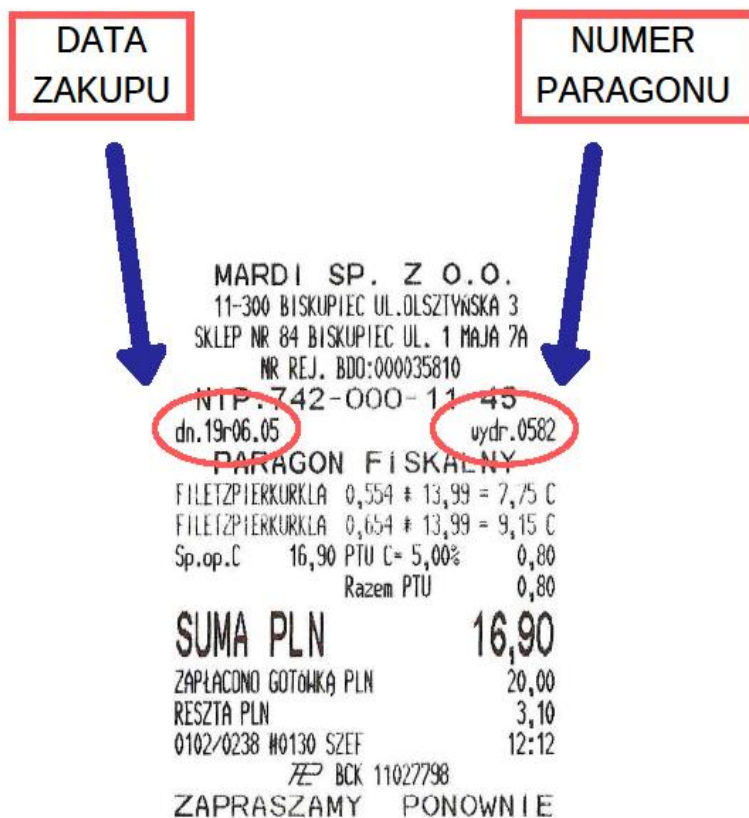 DATA
ZAKUPU
NUMER
PARAGONU
MARDI SP. Z O.O.
11-300 BISKUPIEC UL.OLSZTYŃSKA 3
SKLEP NR 84 BISKUPIEC UL. 1 MAJA 7A
NR REJ. BDO:000035810
NIP.742-000-11-45
dn.19r06.05 wydr.0582
PARAGON FISKALNY
FILETZPIERKURKLA 0,554 * 13,99 = 7,75 C
FILETZPIERKURKLA 0,654 * 13,99 = 9,15 C
Sp.op.C 16,90 PTU C= 5,00% 0,80
Razem PTU 0,80
SUMA PLN 16,90
ZAPŁACONO GOTÓWKĄ PLN 20,00
RESZTA PLN 3,10
0102/0238 #0130 SZEF 12:12
BCK 11027798
ZAPRASZAMY PONOWNIE